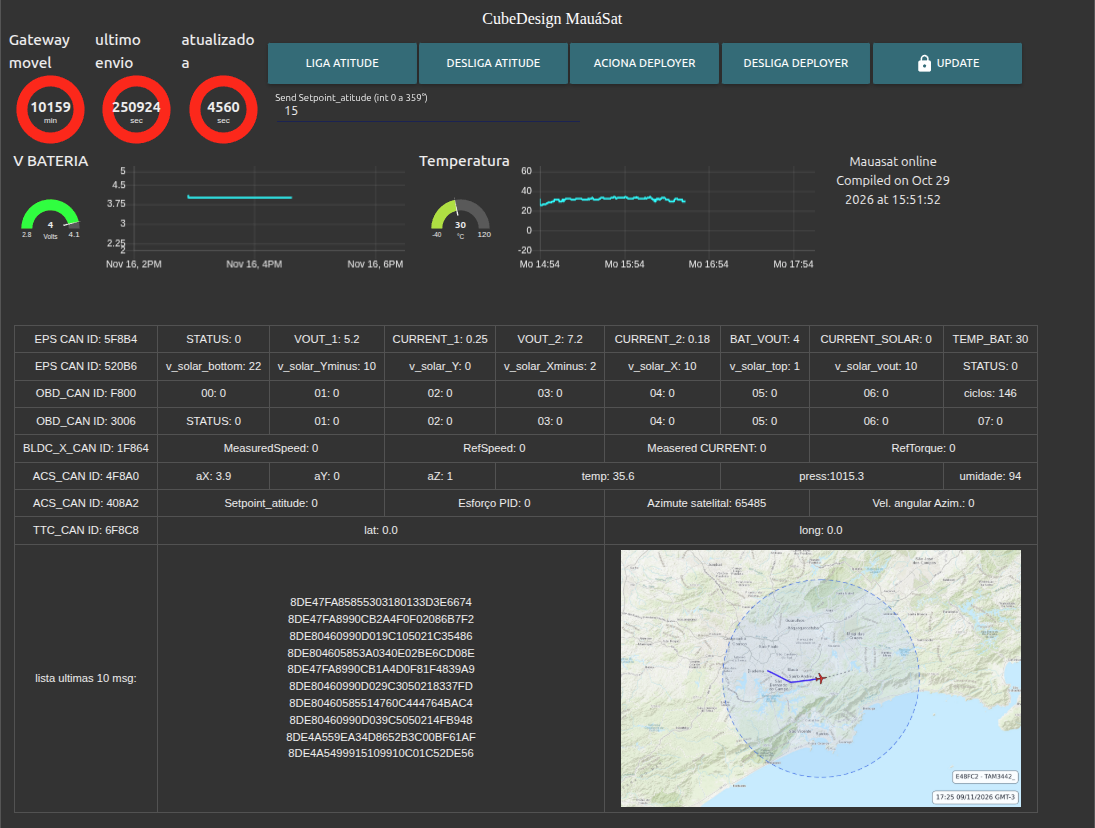 CubeDesign MauáSat
Gateway movel
ultimo envio
atualizado a
10159
min
250924
sec
4560
sec
LIGA ATITUDE
DESLIGA ATITUDE
ACIONA DEPLOYER
DESLIGA DEPLOYER
UPDATE
Send Setpoint_atitude (int 0 a 359°)
15
V BATERIA
4
2.8
Volts
4.1
5
4.5
3.75
3
2.25
2
Nov 16, 2PM
Nov 16, 4PM
Nov 16, 6PM
Temperatura
30
-40
°C
120
60
40
20
0
-20
Mo 14:54
Mo 15:54
Mo 16:54
Mo 17:54
Mauasat online
Compiled on Oct 29
2026 at 15:51:52
EPS CAN ID: 5F8B4 STATUS: 0 VOUT_1: 5.2 CURRENT_1: 0.25 VOUT_2: 7.2 CURRENT_2: 0.18 BAT_VOUT: 4 CURRENT_SOLAR: 0 TEMP_BAT: 30
EPS CAN ID: 520B6 v_solar_bottom: 22 v_solar_Yminus: 10 v_solar_Y: 0 v_solar_Xminus: 2 v_solar_X: 10 v_solar_top: 1 v_solar_vout: 10 STATUS: 0
OBD_CAN ID: F800 00: 0 01: 0 02: 0 03: 0 04: 0 05: 0 06: 0 ciclos: 146
OBD_CAN ID: 3006 STATUS: 0 01: 0 02: 0 03: 0 04: 0 05: 0 06: 0 07: 0
BLDC_X_CAN ID: 1F864 MeasuredSpeed: 0 RefSpeed: 0 Measered CURRENT: 0 RefTorque: 0
ACS_CAN ID: 4F8A0 aX: 3.9 aY: 0 aZ: 1 temp: 35.6 press:1015.3 umidade: 94
ACS_CAN ID: 408A2 Setpoint_atitude: 0 Esforço PID: 0 Azimute satelital: 65485 Vel. angular Azim.: 0
TTC_CAN ID: 6F8C8 lat: 0.0 long: 0.0
lista ultimas 10 msg:
8DE47FA85855303180133D3E6674
8DE47FA8990CB2A4F0F02086B7F2
8DE80460990D019C105021C35486
8DE804605853A0340E02BE6CD08E
8DE47FA8990CB1A4D0F81F4839A9
8DE80460990D029C3050218337FD
8DE80460585514760C444764BAC4
8DE80460990D039C5050214FB948
8DE4A559EA34D8652B3C00BF61AF
8DE4A5499915109910C01C52DE56
E48FC2 - TAM3442_
17:25 09/11/2026 GMT-3